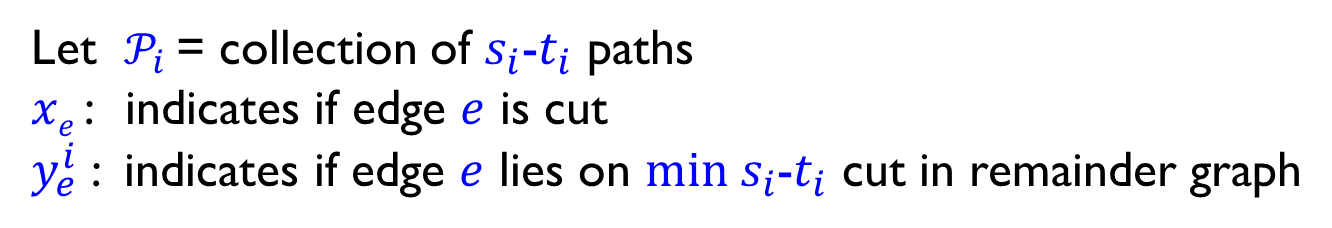 Let 𝒫ᵢ = collection of sᵢ-tᵢ paths
xₑ : indicates if edge e is cut
yₑⁱ : indicates if edge e lies on min sᵢ-tᵢ cut in remainder graph